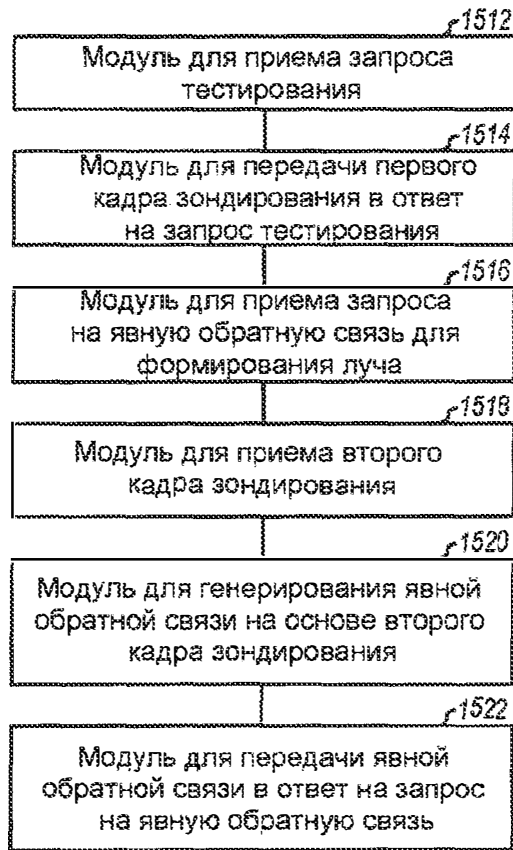 1512
Модуль для приема запроса
тестирования
1514
Модуль для передачи первого
кадра зондирования в ответ
на запрос тестирования
1516
Модуль для приема запроса
на явную обратную связь для
формирования луча
1518
Модуль для приема второго
кадра зондирования
1520
Модуль для генерирования явной
обратной связи на основе второго
кадра зондирования
1522
Модуль для передачи явной
обратной связи в ответ на запрос
на явную обратную связь